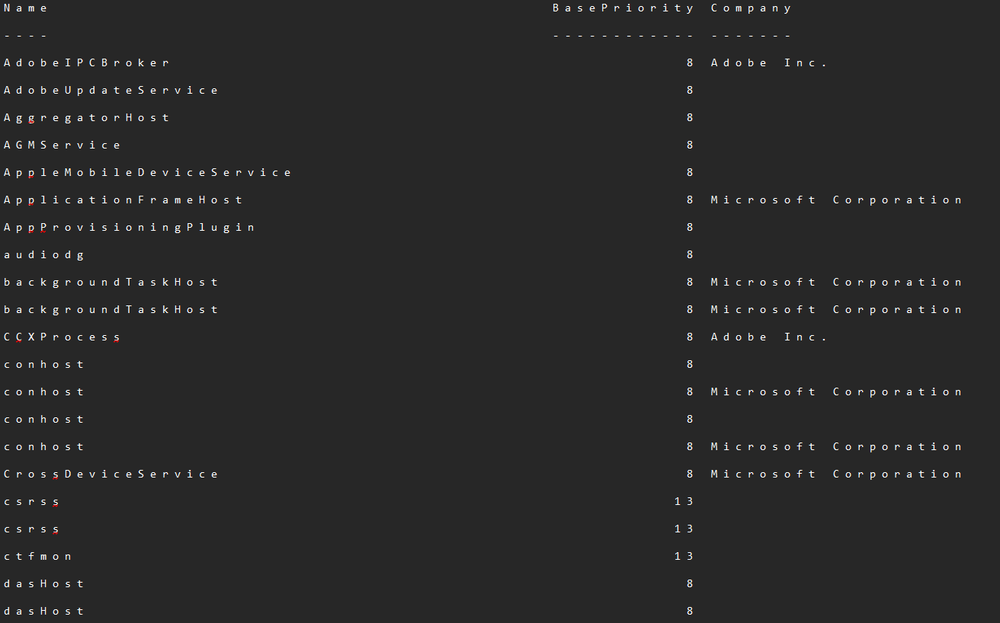 Name BasePriority Company
---- ------------ -------
AdobeIPCBroker 8 Adobe Inc.
AdobeUpdateService 8
AggregatorHost 8
AGMService 8
AppleMobileDeviceService 8
ApplicationFrameHost 8 Microsoft Corporation
AppProvisioningPlugin 8
audiodg 8
backgroundTaskHost 8 Microsoft Corporation
backgroundTaskHost 8 Microsoft Corporation
CCXProcess 8 Adobe Inc.
conhost 8
conhost 8 Microsoft Corporation
conhost 8
conhost 8 Microsoft Corporation
CrossDeviceService 8 Microsoft Corporation
csrss 13
csrss 13
ctfmon 13
dasHost 8
dasHost 8